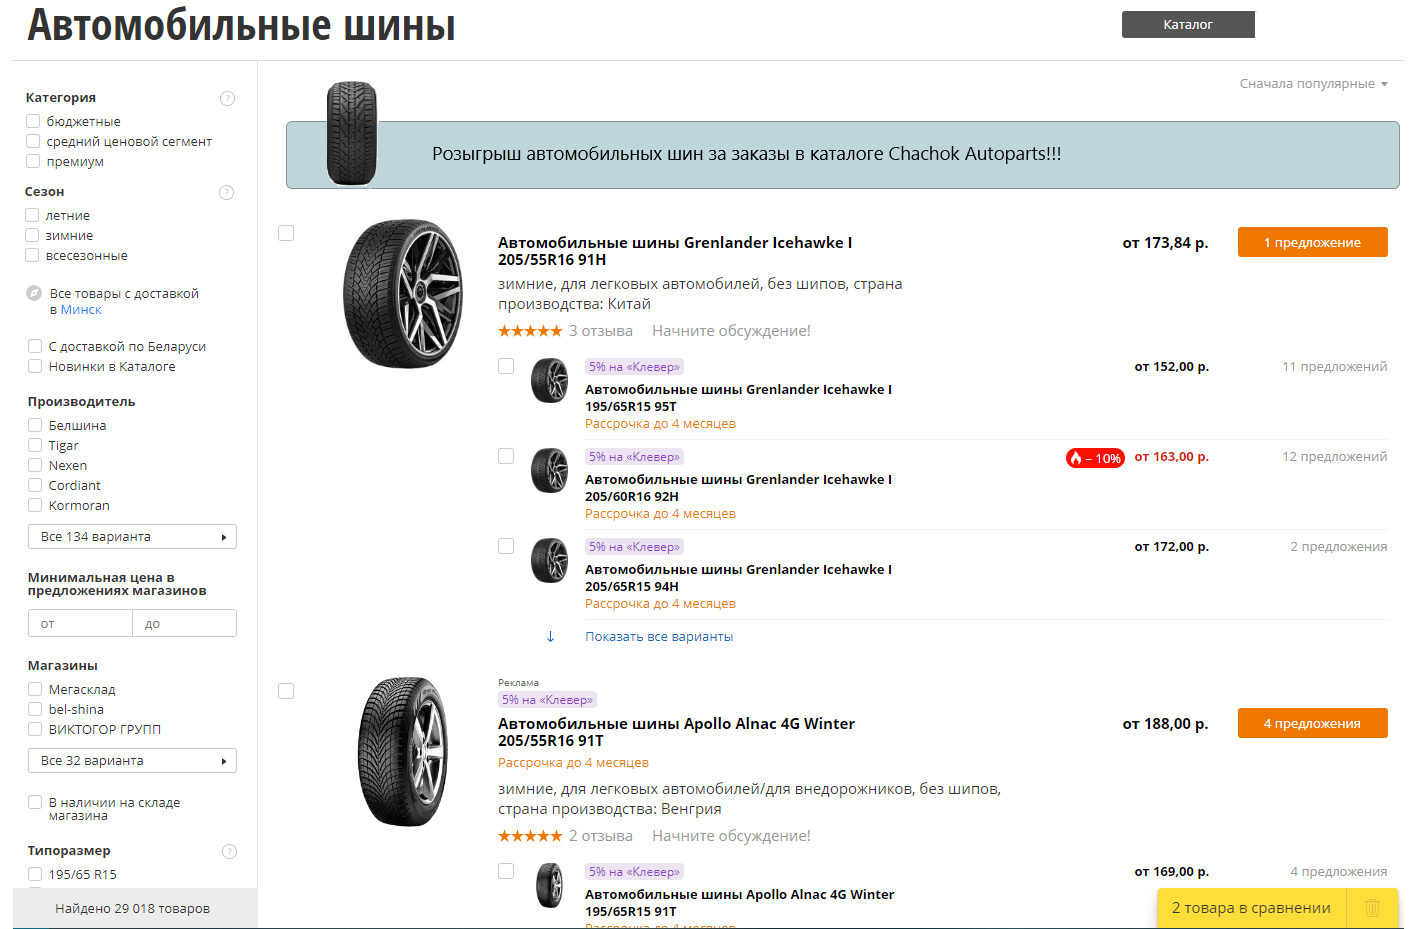 Автомобильные шины
Каталог
Категория
?
бюджетные
средний ценовой сегмент
премиум
Сезон
?
летние
зимние
всесезонные
Все товары с доставкой
в Минск
С доставкой по Беларуси
Новинки в Каталоге
Производитель
Белшина
Tigar
Nexen
Cordiant
Kormoran
Все 134 варианта
Минимальная цена в
предложениях магазинов
от
до
Магазины
Мегасклад
bel-shina
ВИКТОГОР ГРУПП
Все 32 варианта
В наличии на складе
магазина
Типоразмер
?
195/65 R15
Найдено 29 018 товаров
Сначала популярные
Розыгрыш автомобильных шин за заказы в каталоге Chachok Autoparts!!!
Автомобильные шины Grenlander Icehawke I
205/55R16 91H
от 173,84 р.
1 предложение
зимние, для легковых автомобилей, без шипов, страна
производства: Китай
3 отзыва Начните обсуждение!
5% на «Клевер»
от 152,00 р.
11 предложений
Автомобильные шины Grenlander Icehawke I
195/65R15 95T
Рассрочка до 4 месяцев
5% на «Клевер»
– 10%
от 163,00 р.
12 предложений
Автомобильные шины Grenlander Icehawke I
205/60R16 92H
Рассрочка до 4 месяцев
5% на «Клевер»
от 172,00 р.
2 предложения
Автомобильные шины Grenlander Icehawke I
205/65R15 94H
Рассрочка до 4 месяцев
Показать все варианты
Реклама
5% на «Клевер»
Автомобильные шины Apollo Alnac 4G Winter
205/55R16 91T
от 188,00 р.
4 предложения
Рассрочка до 4 месяцев
зимние, для легковых автомобилей/для внедорожников, без шипов,
страна производства: Венгрия
2 отзыва Начните обсуждение!
5% на «Клевер»
от 169,00 р.
4 предложения
Автомобильные шины Apollo Alnac 4G Winter
195/65R15 91T
Рассрочка до 4 месяцев
2 товара в сравнении